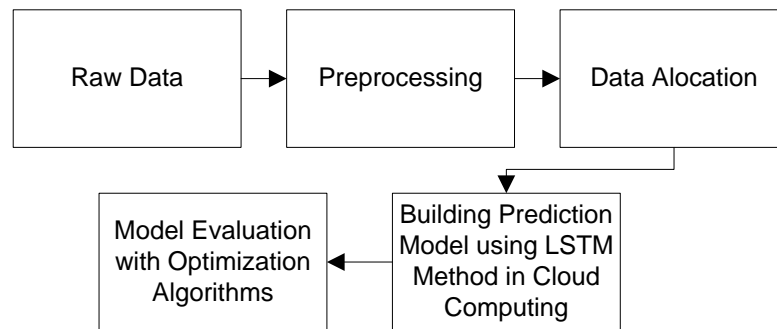 Raw Data
Preprocessing
Data Alocation
Building Prediction
Model using LSTM
Method in Cloud
Computing
Model Evaluation
with Optimization
Algorithms